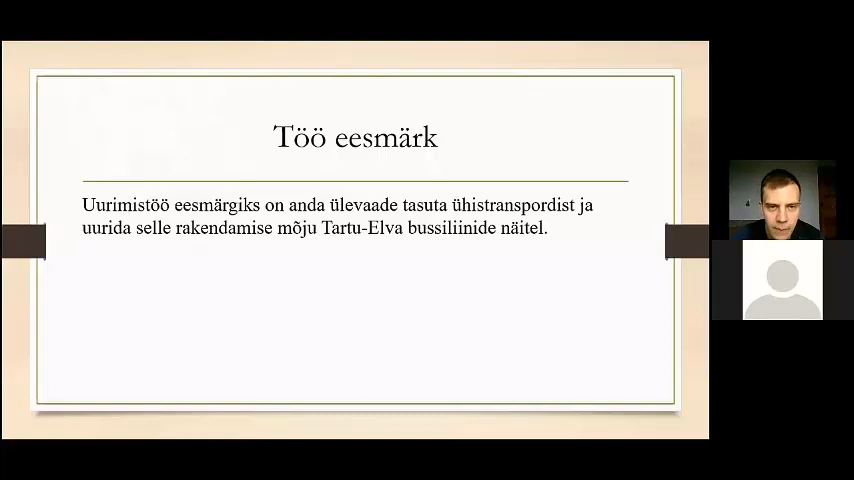 Töö eesmärk
Uurimistöö eesmärgiks on anda ülevaade tasuta ühistranspordist ja
uurida selle rakendamise mõju Tartu-Elva bussiliinide näitel.